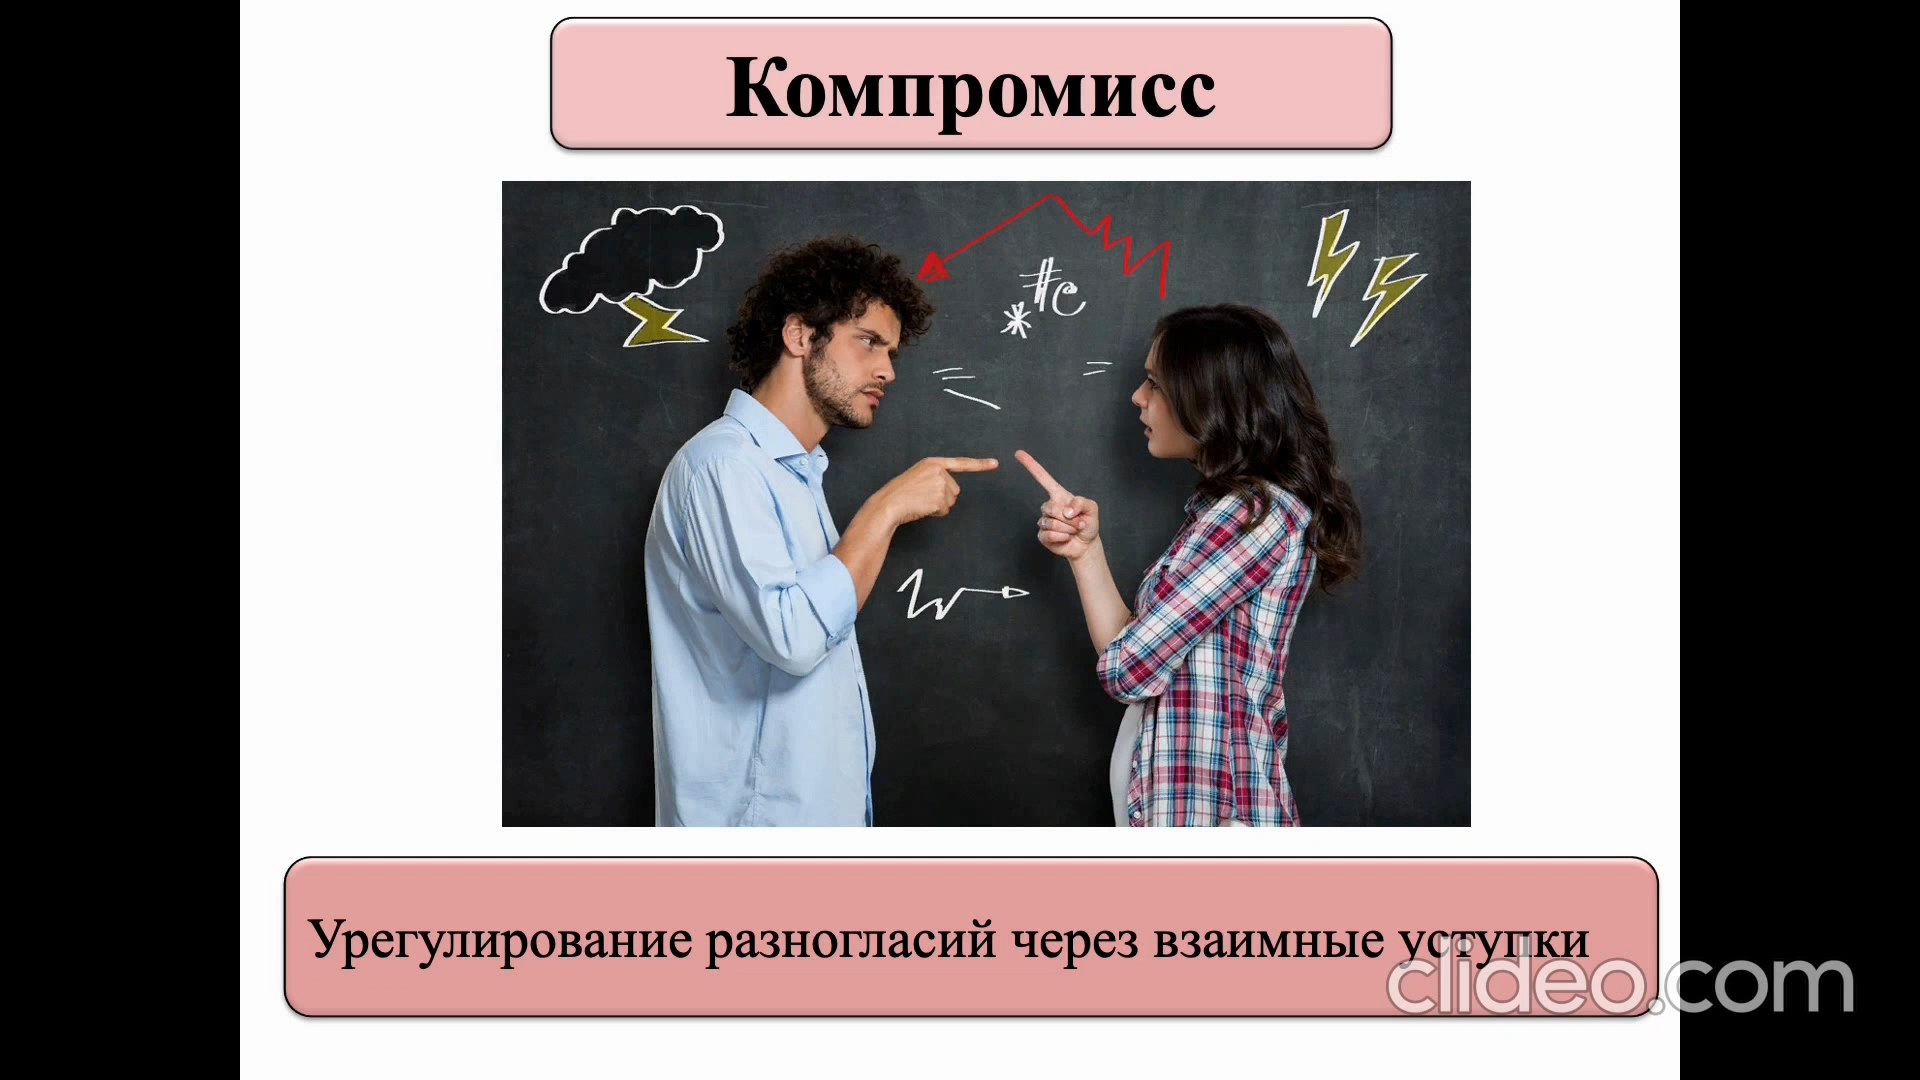 Компромисс
#e
*
Урегулирование разногласий через взаимные уступки
clideo.com